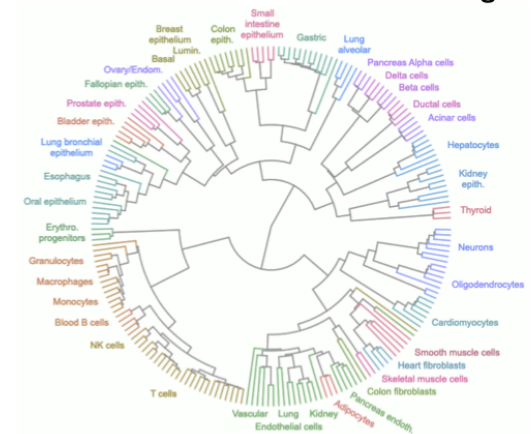 g
Small
intestine
epithelium
Breast
epithelium
Lumin.
Basal
Colon
epith.
Gastric
Lung
alveolar
Pancreas Alpha cells
Delta cells
Beta cells
Ductal cells
Acinar cells
Hepatocytes
Kidney
epith.
Thyroid
Neurons
Oligodendrocytes
Cardiomyocytes
Smooth muscle cells
Heart fibroblasts
Skeletal muscle cells
Colon fibroblasts
Pancreas endoth.
Adipocytes
Vascular Lung Kidney
Endothelial cells
T cells
NK cells
Blood B cells
Monocytes
Macrophages
Granulocytes
Erythro.
progenitors
Oral epithelium
Esophagus
Lung bronchial
epithelium
Bladder epith.
Prostate epith.
Fallopian epith.
Ovary/Endom.